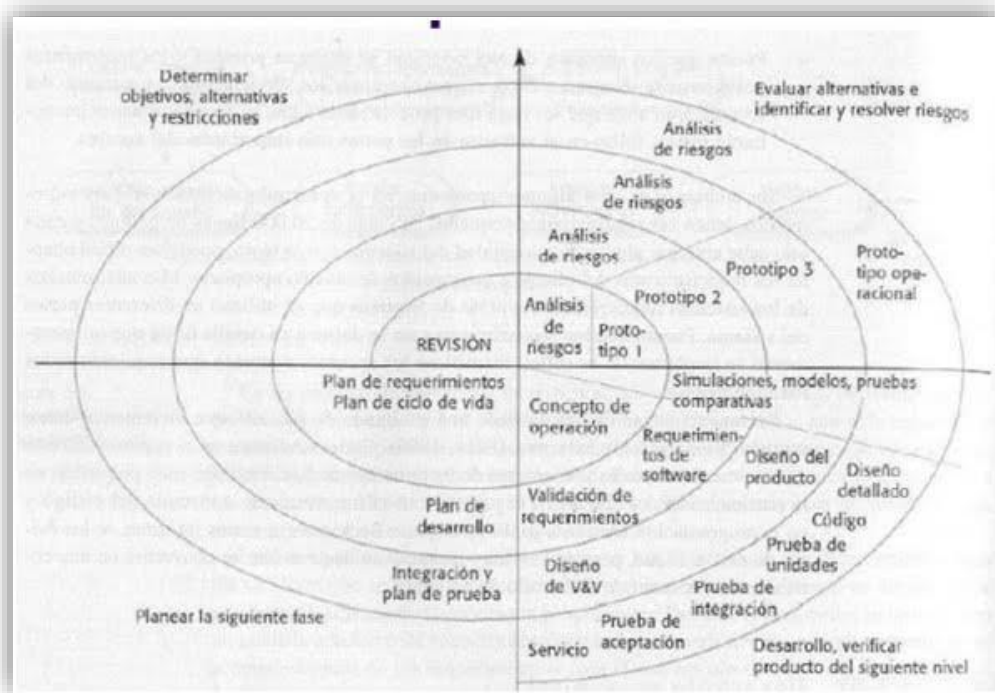 Determinar
objetivos, alternativas
y restricciones
Evaluar alternativas e
identificar y resolver riesgos
Análisis
de riesgos
Análisis
de riesgos
Análisis
de riesgos
Análisis
de
riesgos
Proto-
tipo 1
Prototipo 2
Prototipo 3
Proto-
tipo ope-
racional
REVISIÓN
Plan de requerimientos
Plan de ciclo de vida
Simulaciones, modelos, pruebas
comparativas
Concepto de
operación
Requerimien-
tos de
software
Diseño del
producto
Diseño
detallado
Plan de
desarrollo
Validación de
requerimientos
Código
Prueba de
unidades
Integración y
plan de prueba
Diseño
de V&V
Prueba de
integración
Planear la siguiente fase
Prueba de
aceptación
Servicio
Desarrollo, verificar
producto del siguiente nivel